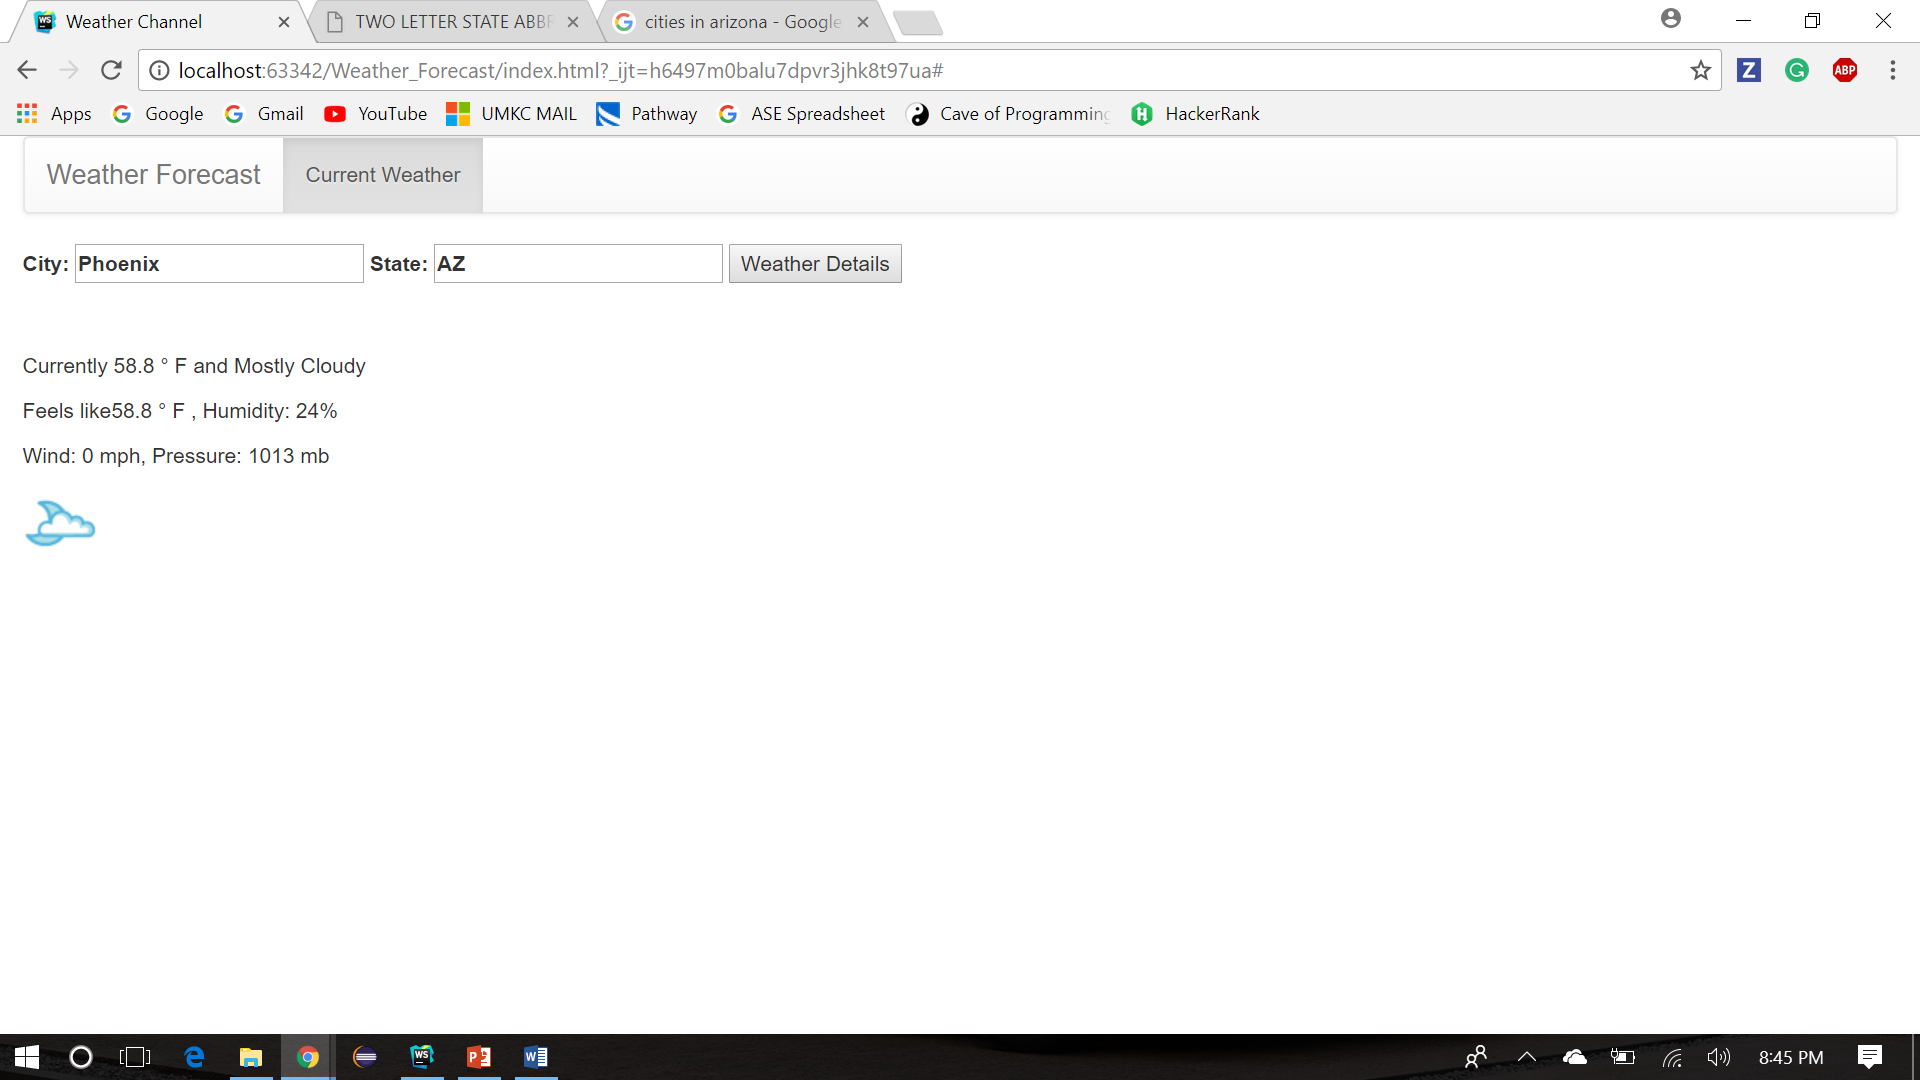 Weather Channel
TWO LETTER STATE ABB
cities in arizona - Google
localhost:63342/Weather_Forecast/index.html?_ijt=h6497m0balu7dpvr3jhk8t97ua#
Z
G
ABP
Apps Google Gmail YouTube UMKC MAIL Pathway ASE Spreadsheet Cave of Programming HackerRank
Weather Forecast Current Weather
City: Phoenix State: AZ Weather Details
Currently 58.8 ° F and Mostly Cloudy
Feels like58.8 ° F , Humidity: 24%
Wind: 0 mph, Pressure: 1013 mb
8:45 PM